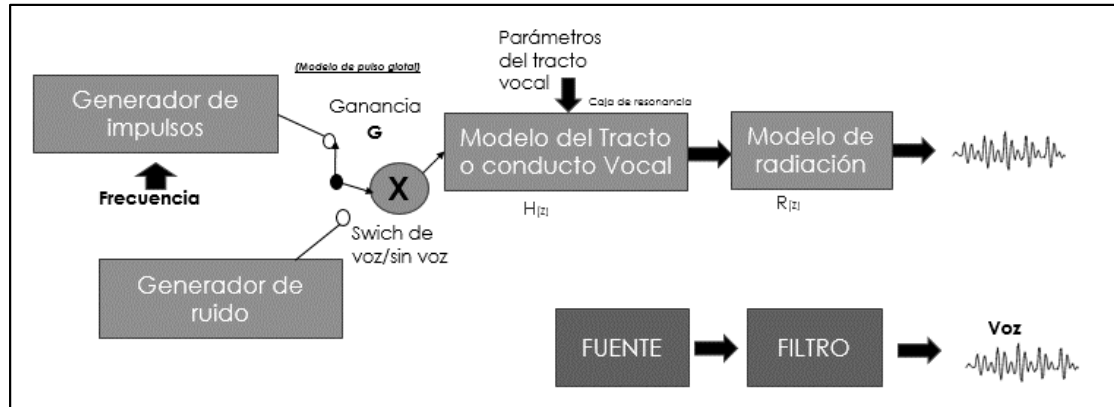 Generador de
impulsos
Frecuencia
(Modelo de pulso glotal)
Ganancia
G
X
Swich de
voz/sin voz
Generador de
ruido
Parámetros
del tracto
vocal
Caja de resonancia
Modelo del Tracto
o conducto Vocal
H[z]
Modelo de
radiación
R[z]
FUENTE
FILTRO
Voz